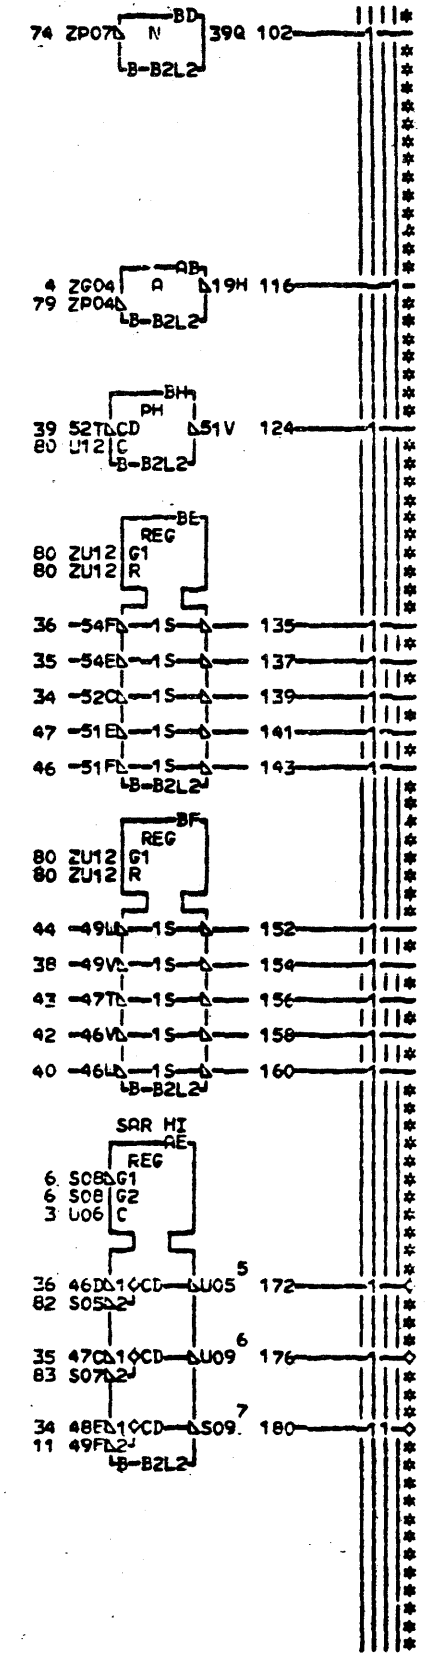 BD
74 ZP07 N 39Q 102
B-B2L2
AB
4 ZG04 A 19H 116
79 ZP04
B-B2L2
BH
PH
39 52T CD 51V 124
80 U12 C
B-B2L2
BE
REG
80 ZU12 G1
80 ZU12 R
36 -54F 1S 135
35 -54E 1S 137
34 -52C 1S 139
47 -51E 1S 141
46 -51F 1S 143
B-B2L2
BF
REG
80 ZU12 G1
80 ZU12 R
44 1S 152
38 -49V 1S 154
43 -47T 1S 156
42 -46V 1S 158
40 1S 160
B-B2L2
SAR HI
AE
REG
6 S08 G1
6 S08 G2
3 U06 C
5
36 46D 1 CD U05 172
82 S05 2
6
35 47C 1 CD U09 176
83 S07 2
7
34 48E 1 CD S09 180
11 49F 2
B-B2L2